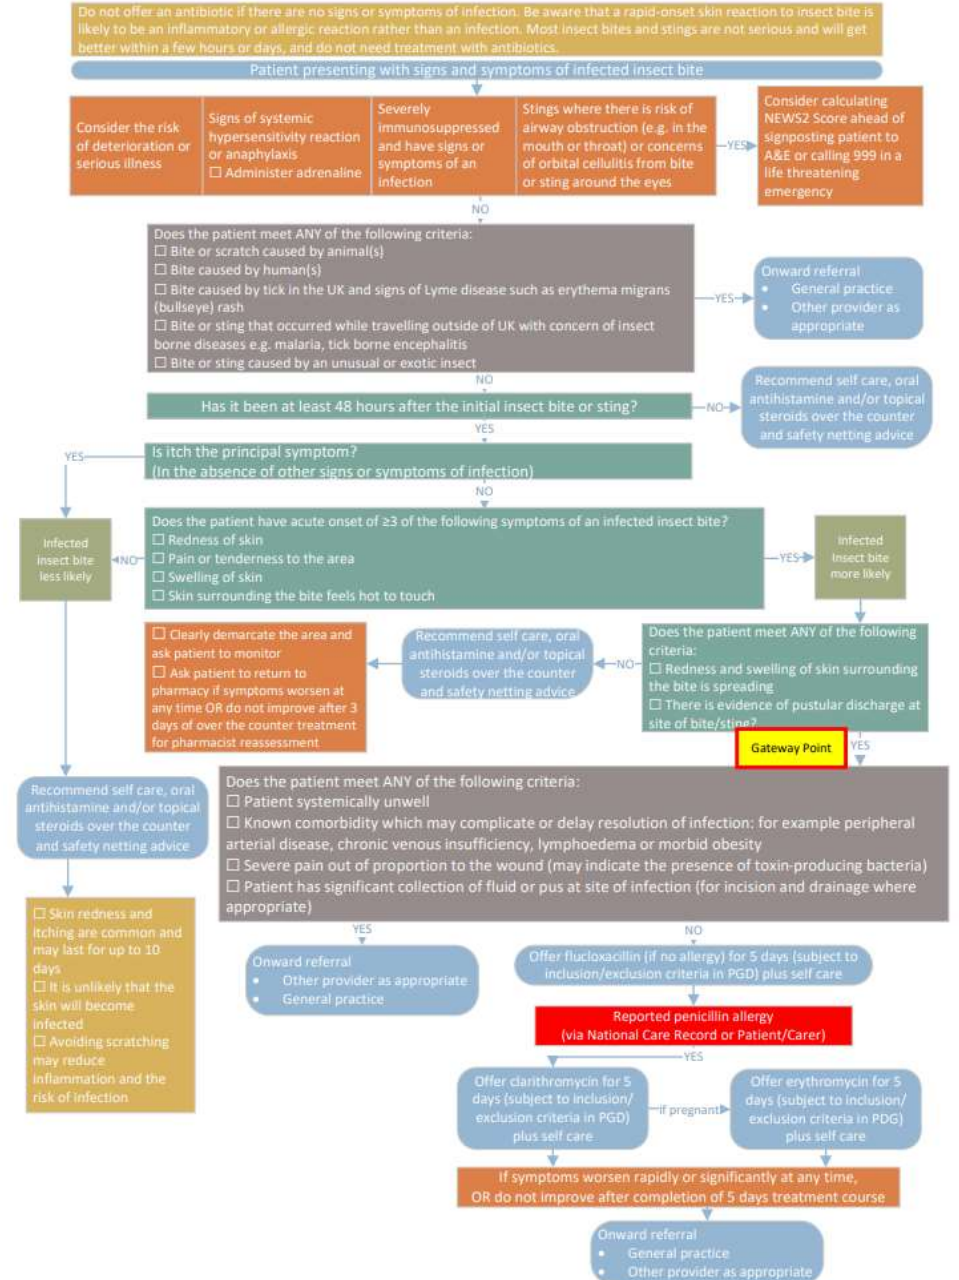 Do not offer an antibiotic if there are no signs or symptoms of infection. Be aware that a rapid-onset skin reaction to insect bite is
likely to be an inflammatory or allergic reaction rather than an infection. Most insect bites and stings are not serious and will get
better within a few hours or days, and do not need treatment with antibiotics.
Patient presenting with signs and symptoms of infected insect bite
Consider the risk
of deterioration or
serious illness
Signs of systemic
hypersensitivity reaction
or anaphylaxis
☐ Administer adrenaline
Severely
immunosuppressed
and have signs or
symptoms of an
infection
Stings where there is risk of
airway obstruction (e.g. in the
mouth or throat) or concerns
of orbital cellulitis from bite
or sting around the eyes
YES
Consider calculating
NEWS2 Score ahead of
signposting patient to
A&E or calling 999 in a
life threatening
emergency
NO
Does the patient meet ANY of the following criteria:
☐ Bite or scratch caused by animal(s)
☐ Bite caused by human(s)
☐ Bite caused by tick in the UK and signs of Lyme disease such as erythema migrans
(bullseye) rash
☐ Bite or sting that occurred while travelling outside of UK with concern of insect
borne diseases e.g. malaria, tick borne encephalitis
☐ Bite or sting caused by an unusual or exotic insect
YES
Onward referral
• General practice
• Other provider as
appropriate
NO
Has it been at least 48 hours after the initial insect bite or sting?
NO
Recommend self care, oral
antihistamine and/or topical
steroids over the counter
and safety netting advice
YES
Is itch the principal symptom?
(In the absence of other signs or symptoms of infection)
YES
NO
Does the patient have acute onset of ≥3 of the following symptoms of an infected insect bite?
☐ Redness of skin
☐ Pain or tenderness to the area
☐ Swelling of skin
☐ Skin surrounding the bite feels hot to touch
NO
Infected
insect bite
less likely
YES
Infected
Insect bite
more likely
Does the patient meet ANY of the following
criteria:
☐ Redness and swelling of skin surrounding
the bite is spreading
☐ There is evidence of pustular discharge at
site of bite/sting?
NO
Recommend self care, oral
antihistamine and/or topical
steroids over the counter
and safety netting advice
☐ Clearly demarcate the area and
ask patient to monitor
☐ Ask patient to return to
pharmacy if symptoms worsen at
any time OR do not improve after 3
days of over the counter treatment
for pharmacist reassessment
Gateway Point
YES
Recommend self care, oral
antihistamine and/or topical
steroids over the counter
and safety netting advice
☐ Skin redness and
itching are common and
may last for up to 10
days
☐ It is unlikely that the
skin will become
infected
☐ Avoiding scratching
may reduce
inflammation and the
risk of infection
Does the patient meet ANY of the following criteria:
☐ Patient systemically unwell
☐ Known comorbidity which may complicate or delay resolution of infection: for example peripheral
arterial disease, chronic venous insufficiency, lymphoedema or morbid obesity
☐ Severe pain out of proportion to the wound (may indicate the presence of toxin-producing bacteria)
☐ Patient has significant collection of fluid or pus at site of infection (for incision and drainage where
appropriate)
YES
Onward referral
• Other provider as appropriate
• General practice
NO
Offer flucloxacillin (if no allergy) for 5 days (subject to
inclusion/exclusion criteria in PGD) plus self care
Reported penicillin allergy
(via National Care Record or Patient/Carer)
YES
Offer clarithromycin for 5
days (subject to inclusion/
exclusion criteria in PGD)
plus self care
if pregnant
Offer erythromycin for 5
days (subject to inclusion/
exclusion criteria in PDG)
plus self care
If symptoms worsen rapidly or significantly at any time,
OR do not improve after completion of 5 days treatment course
Onward referral
• General practice
• Other provider as appropriate